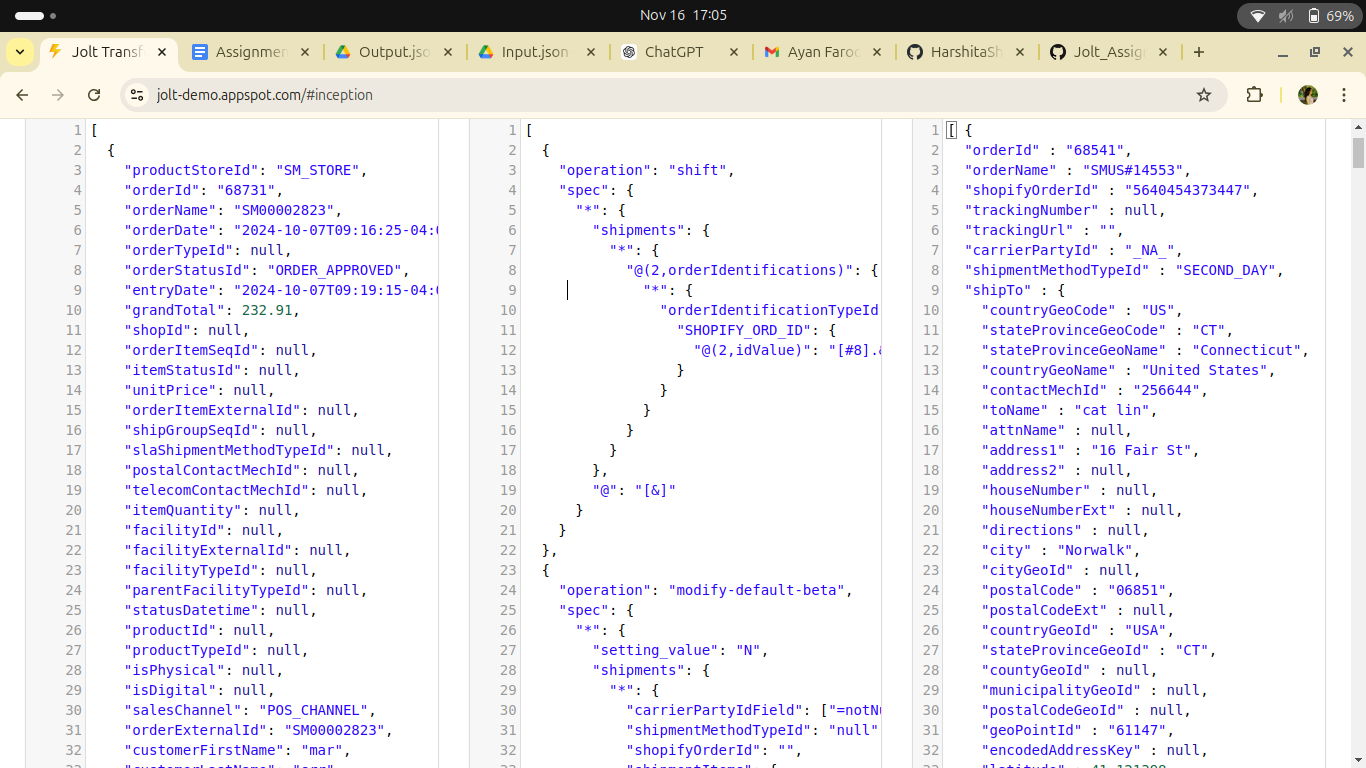 Nov 16 17:05
69%
Jolt Transf
Assignmen
Output.jso
Input.json
ChatGPT
Ayan Faroo
HarshitaSh
Jolt_Assig
jolt-demo.appspot.com/#inception
1 [
2 {
3 "productStoreId": "SM_STORE",
4 "orderId": "68731",
5 "orderName": "SM00002823",
6 "orderDate": "2024-10-07T09:16:25-04:0
7 "orderTypeId": null,
8 "orderStatusId": "ORDER_APPROVED",
9 "entryDate": "2024-10-07T09:19:15-04:0
10 "grandTotal": 232.91,
11 "shopId": null,
12 "orderItemSeqId": null,
13 "itemStatusId": null,
14 "unitPrice": null,
15 "orderItemExternalId": null,
16 "shipGroupSeqId": null,
17 "slaShipmentMethodTypeId": null,
18 "postalContactMechId": null,
19 "telecomContactMechId": null,
20 "itemQuantity": null,
21 "facilityId": null,
22 "facilityExternalId": null,
23 "facilityTypeId": null,
24 "parentFacilityTypeId": null,
25 "statusDatetime": null,
26 "productId": null,
27 "productTypeId": null,
28 "isPhysical": null,
29 "isDigital": null,
30 "salesChannel": "POS_CHANNEL",
31 "orderExternalId": "SM00002823",
32 "customerFirstName": "mar",
1 [
2 {
3 "operation": "shift",
4 "spec": {
5 "*": {
6 "shipments": {
7 "*": {
8 "@(2,orderIdentifications)": {
9 "*": {
10 "orderIdentificationTypeId
11 "SHOPIFY_ORD_ID": {
12 "@(2,idValue)": "[#8].&
13 }
14 }
15 }
16 }
17 }
18 },
19 "@": "[&]"
20 }
21 }
22 },
23 {
24 "operation": "modify-default-beta",
25 "spec": {
26 "*": {
27 "setting_value": "N",
28 "shipments": {
29 "*": {
30 "carrierPartyIdField": ["=notNu
31 "shipmentMethodTypeId": "null"
32 "shopifyOrderId": "",
33 "shipmentItems": {
1 [ {
2 "orderId" : "68541",
3 "orderName" : "SMUS#14553",
4 "shopifyOrderId" : "5640454373447",
5 "trackingNumber" : null,
6 "trackingUrl" : "",
7 "carrierPartyId" : "_NA_",
8 "shipmentMethodTypeId" : "SECOND_DAY",
9 "shipTo" : {
10 "countryGeoCode" : "US",
11 "stateProvinceGeoCode" : "CT",
12 "stateProvinceGeoName" : "Connecticut",
13 "countryGeoName" : "United States",
14 "contactMechId" : "256644",
15 "toName" : "cat lin",
16 "attnName" : null,
17 "address1" : "16 Fair St",
18 "address2" : null,
19 "houseNumber" : null,
20 "houseNumberExt" : null,
21 "directions" : null,
22 "city" : "Norwalk",
23 "cityGeoId" : null,
24 "postalCode" : "06851",
25 "postalCodeExt" : null,
26 "countryGeoId" : "USA",
27 "stateProvinceGeoId" : "CT",
28 "countyGeoId" : null,
29 "municipalityGeoId" : null,
30 "postalCodeGeoId" : null,
31 "geoPointId" : "61147",
32 "encodedAddressKey" : null,